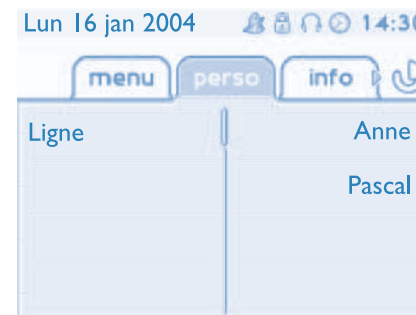 Lun 16 jan 2004 14:30
menu perso info
Ligne Anne
Pascal